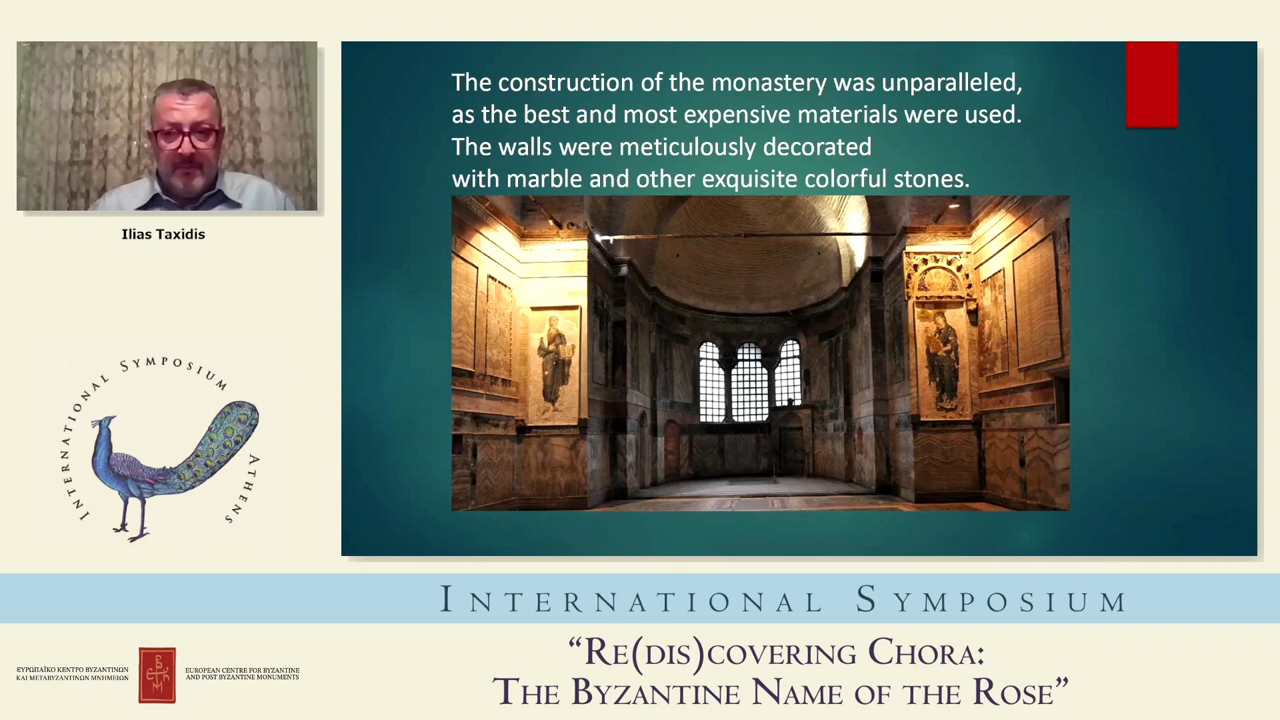 The construction of the monastery was unparalleled,
as the best and most expensive materials were used.
The walls were meticulously decorated
with marble and other exquisite colorful stones.
Ilias Taxidis
INTERNATIONAL SYMPOSIUM ATHENS
INTERNATIONAL SYMPOSIUM
ΕΥΡΩΠΑΪΚΟ ΚΕΝΤΡΟ ΒΥΖΑΝΤΙΝΩΝ
ΚΑΙ ΜΕΤΑΒΥΖΑΝΤΙΝΩΝ ΜΝΗΜΕΙΩΝ
EUROPEAN CENTRE FOR BYZANTINE
AND POST BYZANTINE MONUMENTS
“RE(DIS)COVERING CHORA:
THE BYZANTINE NAME OF THE ROSE”